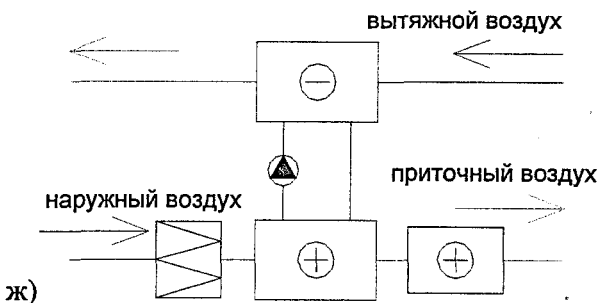 вытяжной воздух
приточный воздух
наружный воздух
ж)